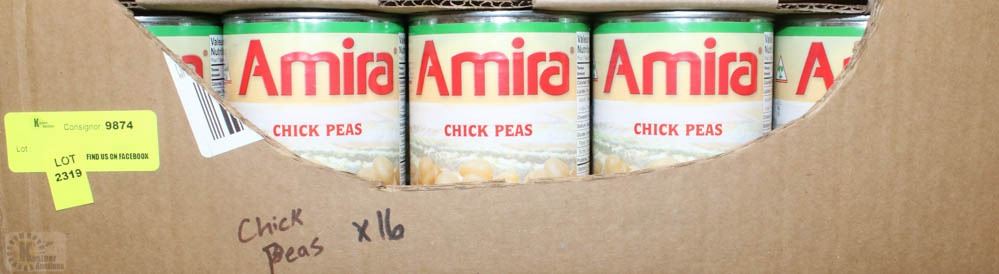 Amira
Amira
Amira
A
CHICK PEAS
CHICK PEAS
CHICK PEAS
Consignor 9874
Lot
LOT
2319
FIND US ON FACEBOOK
Chick
Peas
x16